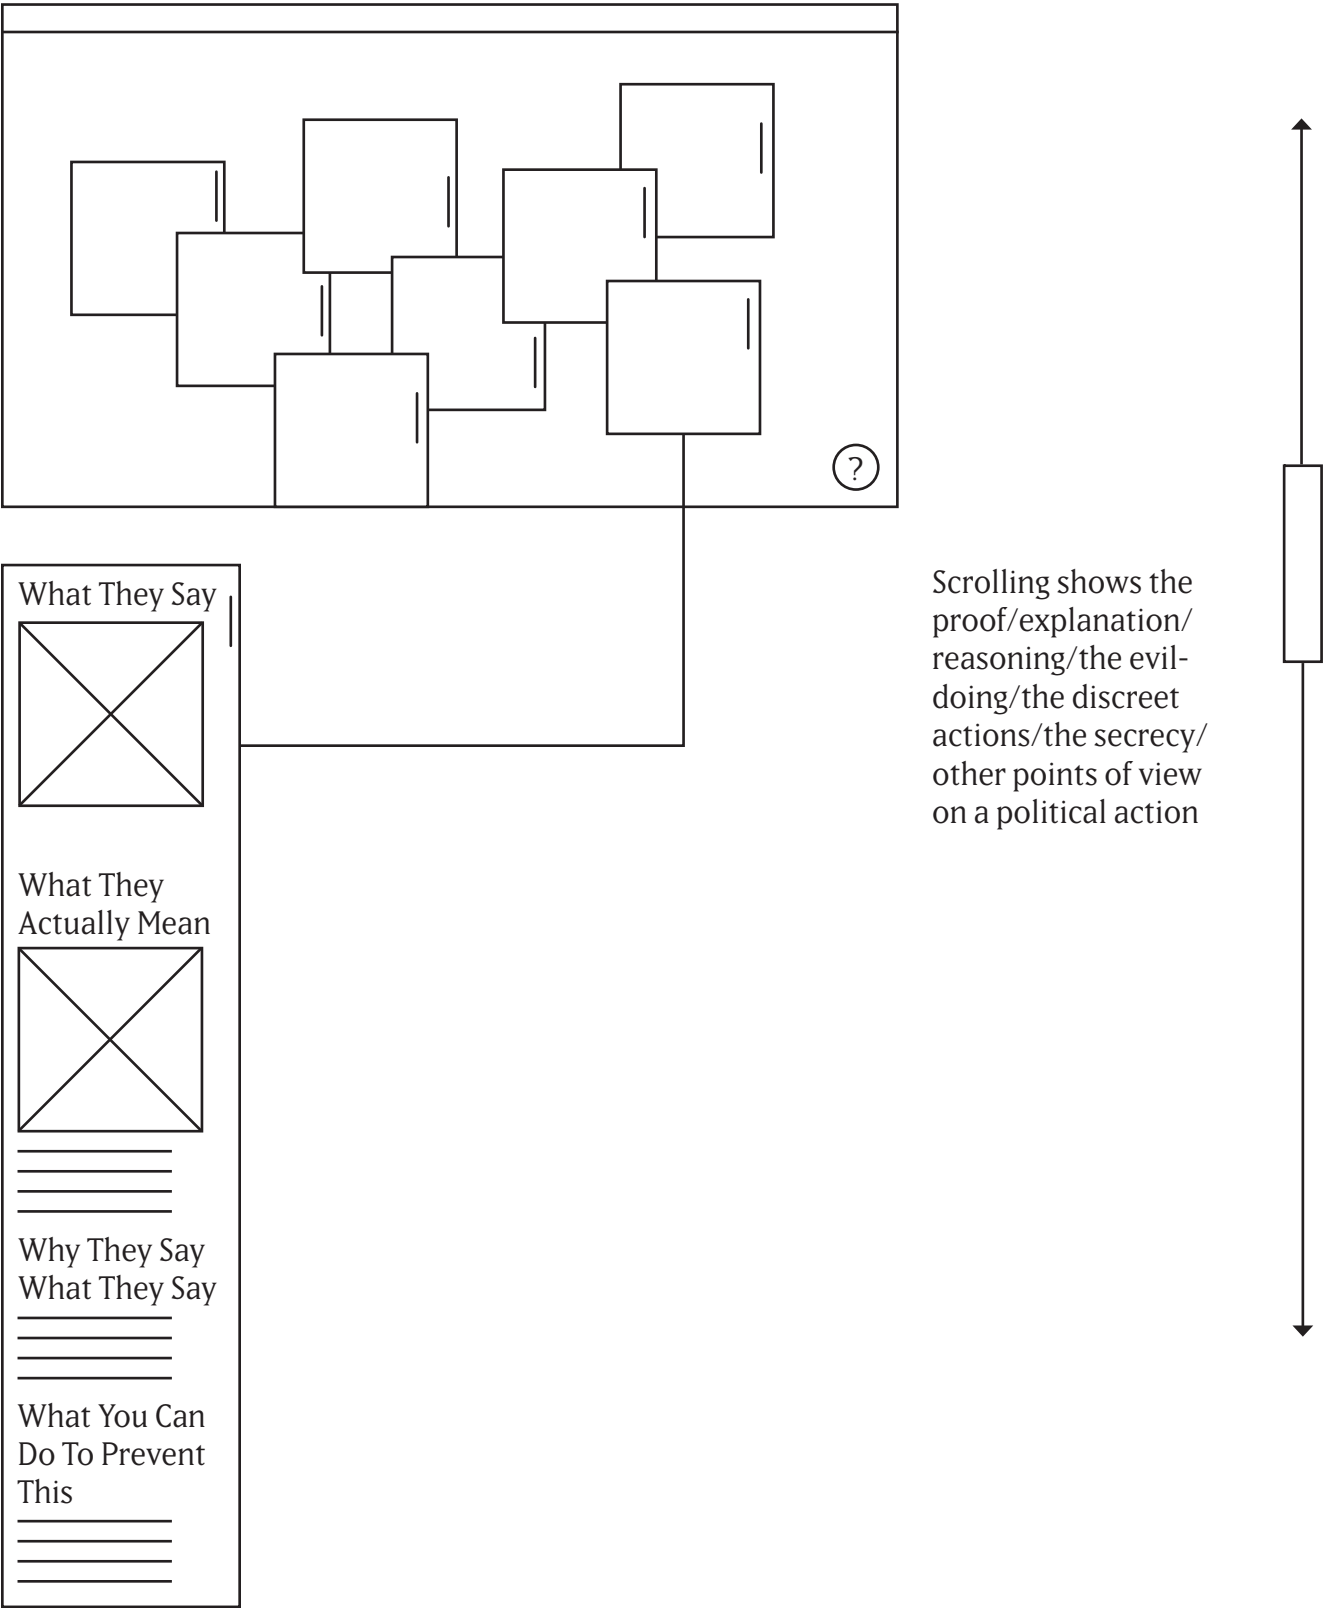 ?
What They Say
What They
Actually Mean
Why They Say
What They Say
What You Can
Do To Prevent
This
Scrolling shows the
proof/explanation/
reasoning/the evil-
doing/the discreet
actions/the secrecy/
other points of view
on a political action